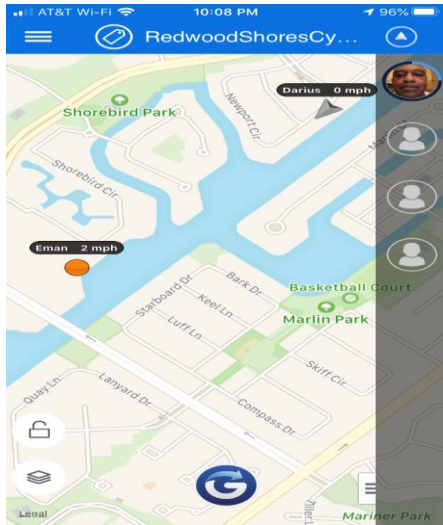 AT&T Wi-Fi 10:08 PM 96%
RedwoodShoresCy...
Darius 0 mph
Newport Cir
Shorebird Park
Shorebird Cir
Eman 2 mph
Bark Dr
Basketball Court
Starboard Dr
Keel Ln
Marlin Park
Luff Ln
Skiff Cir
Quay Ln
Lanyard Dr
Compass Dr
G
Legal
Mariner Park